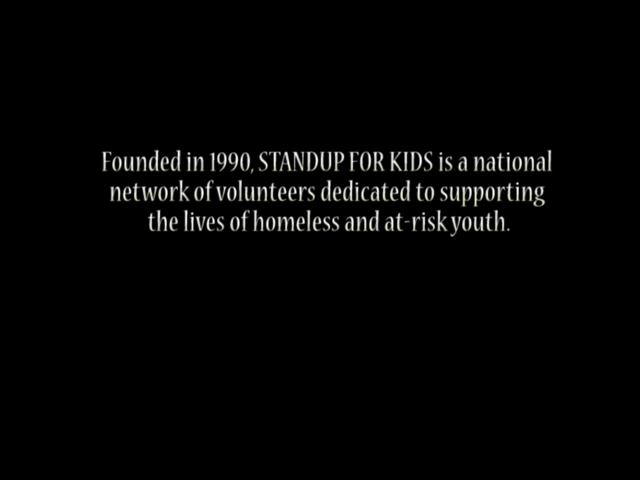 Founded in 1990, STANDUP FOR KIDS is a national
network of volunteers dedicated to supporting
the lives of homeless and at-risk youth.